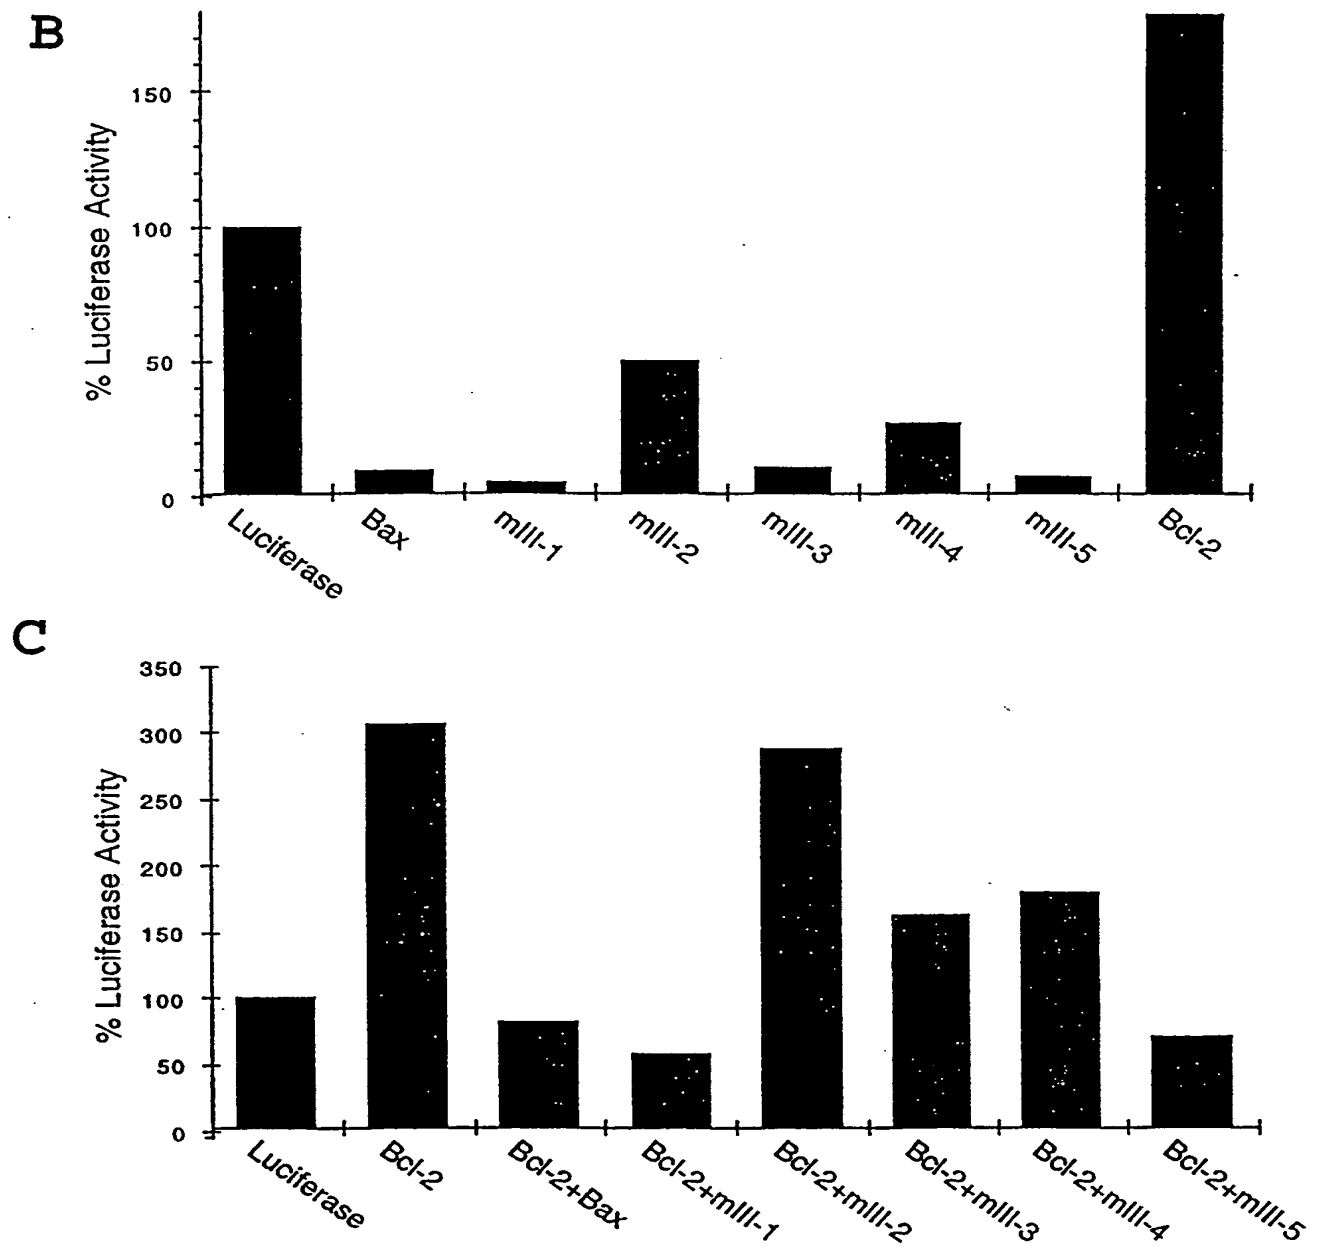 B
% Luciferase Activity
150
100
50
0
Luciferase
Bax
mIII-1
mIII-2
mIII-3
mIII-4
mIII-5
Bcl-2
C
% Luciferase Activity
350
300
250
200
150
100
50
0
Luciferase
Bcl-2
Bcl-2+Bax
Bcl-2+mIII-1
Bcl-2+mIII-2
Bcl-2+mIII-3
Bcl-2+mIII-4
Bcl-2+mIII-5